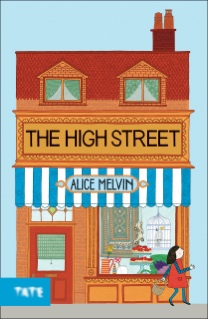 THE HIGH STREET
ALICE MELVIN
TATE